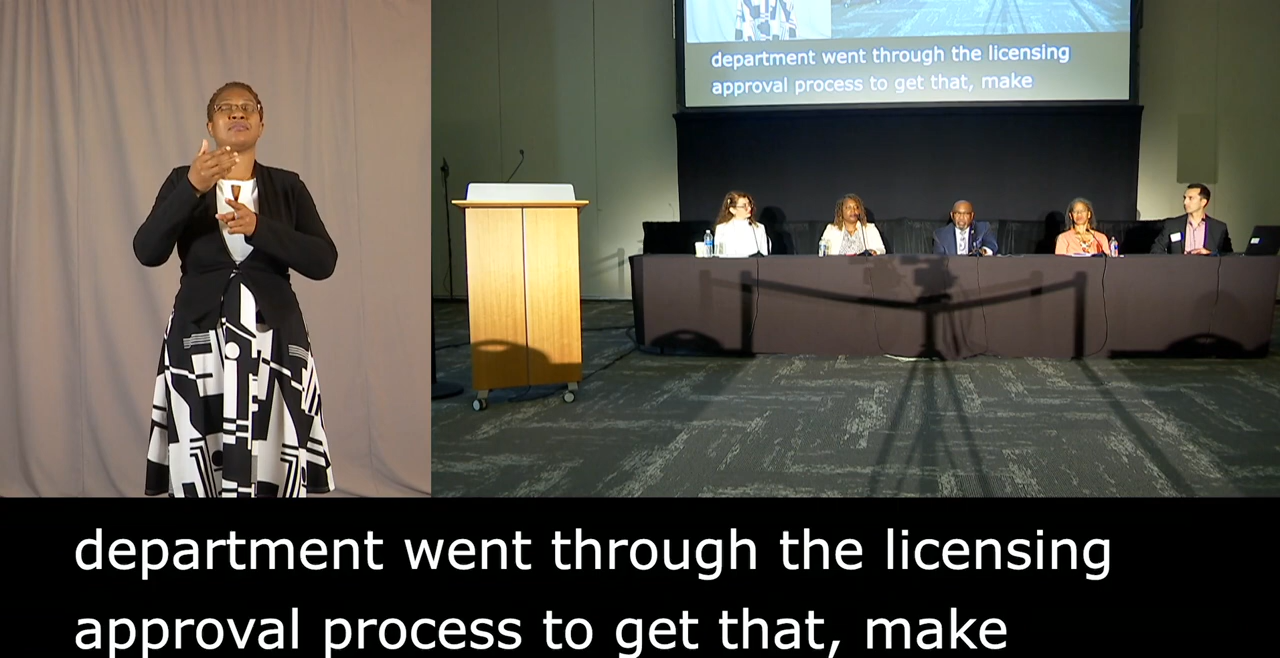 department went through the licensing
approval process to get that, make
department went through the licensing
approval process to get that, make